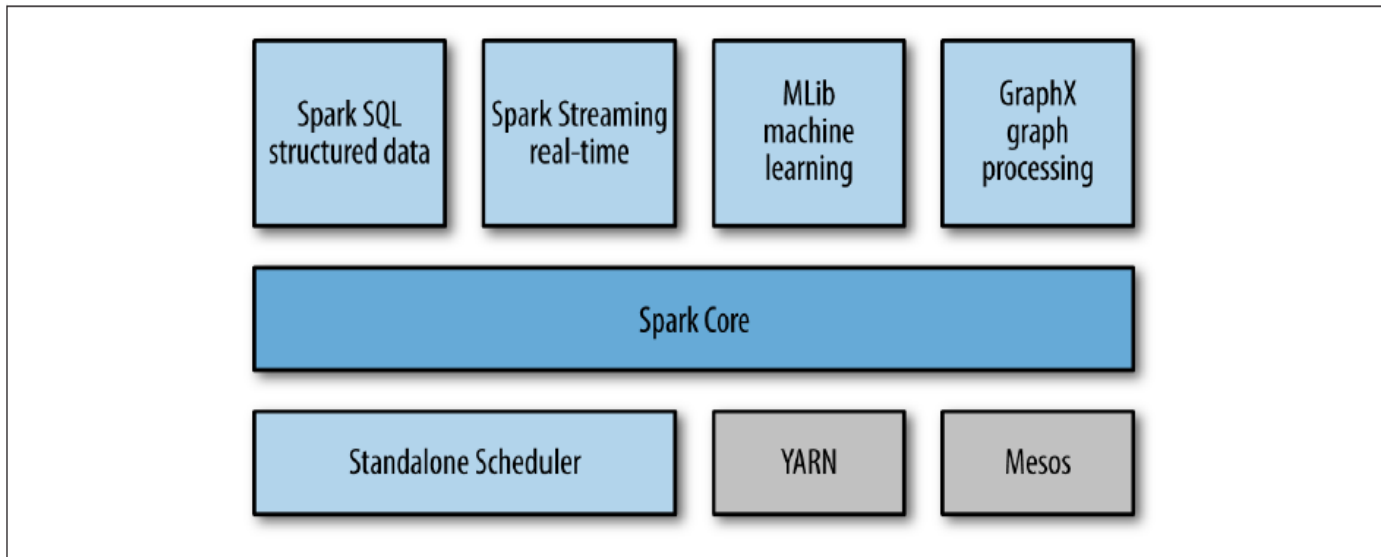 Spark SQL
structured data
Spark Streaming
real-time
MLib
machine
learning
GraphX
graph
processing
Spark Core
Standalone Scheduler
YARN
Mesos